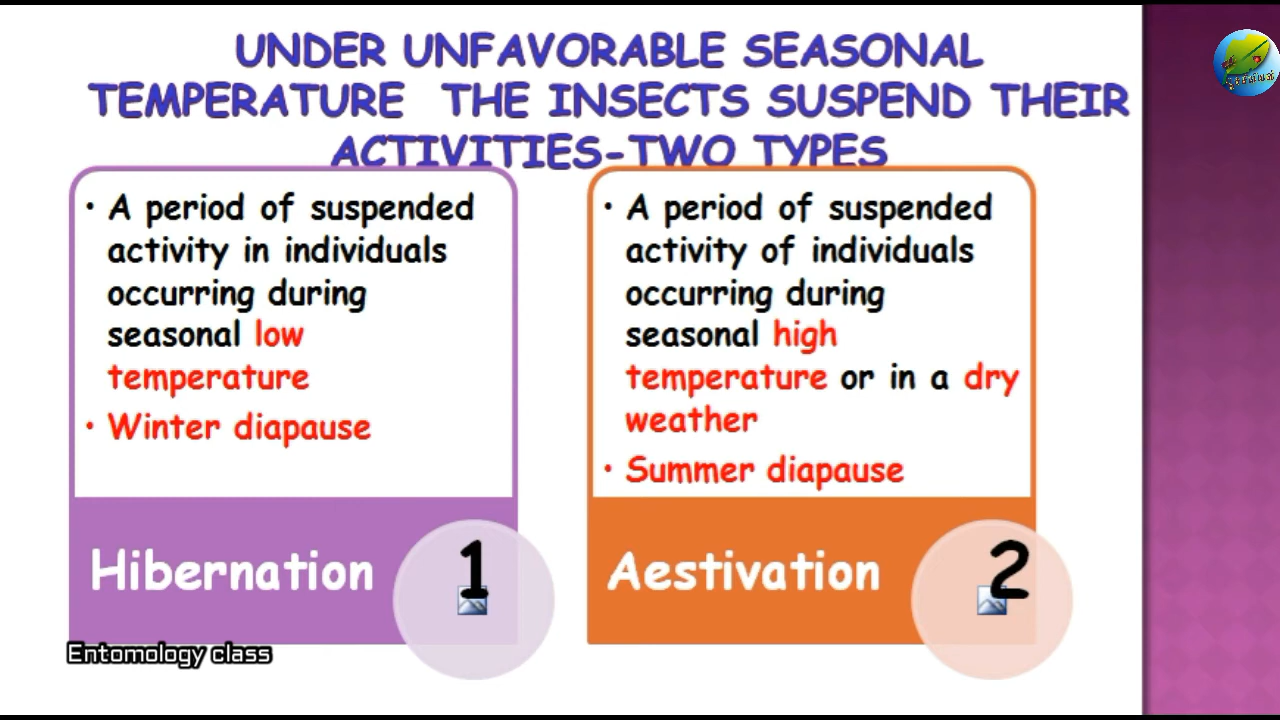 UNDER UNFAVORABLE SEASONAL
TEMPERATURE THE INSECTS SUSPEND THEIR
ACTIVITIES-TWO TYPES
• A period of suspended
activity in individuals
occurring during
seasonal low
temperature
• Winter diapause
Hibernation
1
• A period of suspended
activity of individuals
occurring during
seasonal high
temperature or in a dry
weather
• Summer diapause
Aestivation
2
Entomology class